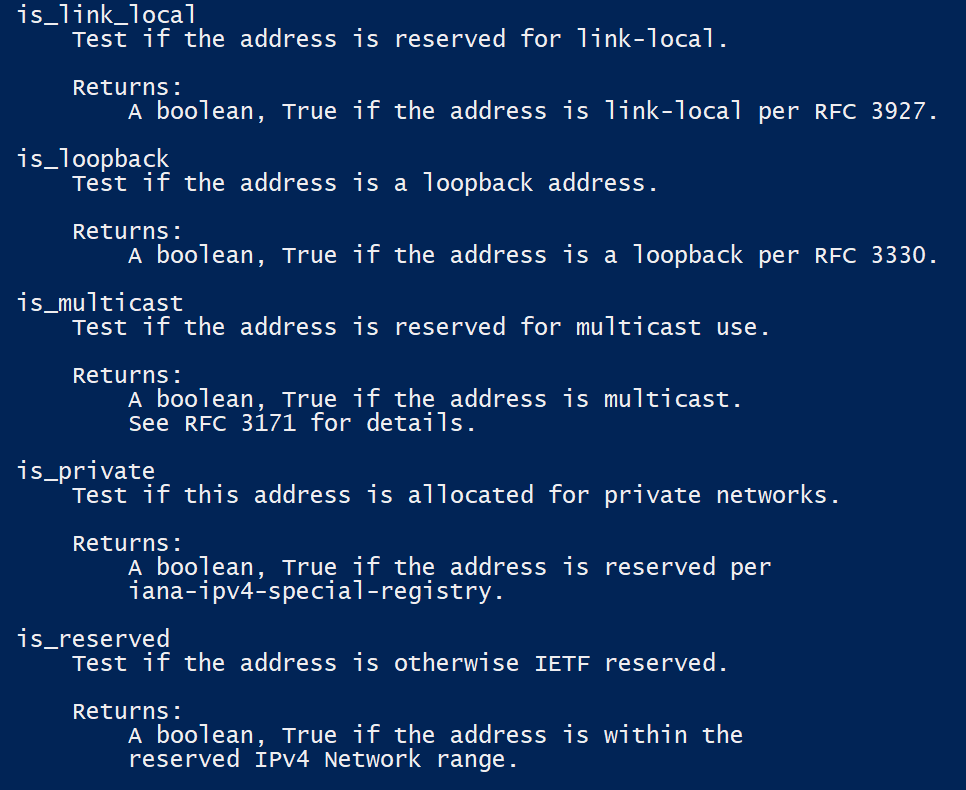 is_link_local
Test if the address is reserved for link-local.
Returns:
A boolean, True if the address is link-local per RFC 3927.
is_loopback
Test if the address is a loopback address.
Returns:
A boolean, True if the address is a loopback per RFC 3330.
is_multicast
Test if the address is reserved for multicast use.
Returns:
A boolean, True if the address is multicast.
See RFC 3171 for details.
is_private
Test if this address is allocated for private networks.
Returns:
A boolean, True if the address is reserved per
iana-ipv4-special-registry.
is_reserved
Test if the address is otherwise IETF reserved.
Returns:
A boolean, True if the address is within the
reserved IPv4 Network range.